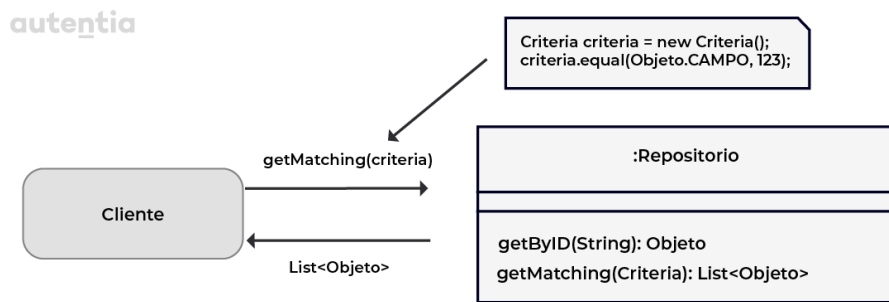 autentia
Criteria criteria = new Criteria();
criteria.equal(Objeto.CAMPO, 123);
getMatching(criteria)
:Repositorio
Cliente
getByID(String): Objeto
List<Objeto>
getMatching(Criteria): List<Objeto>